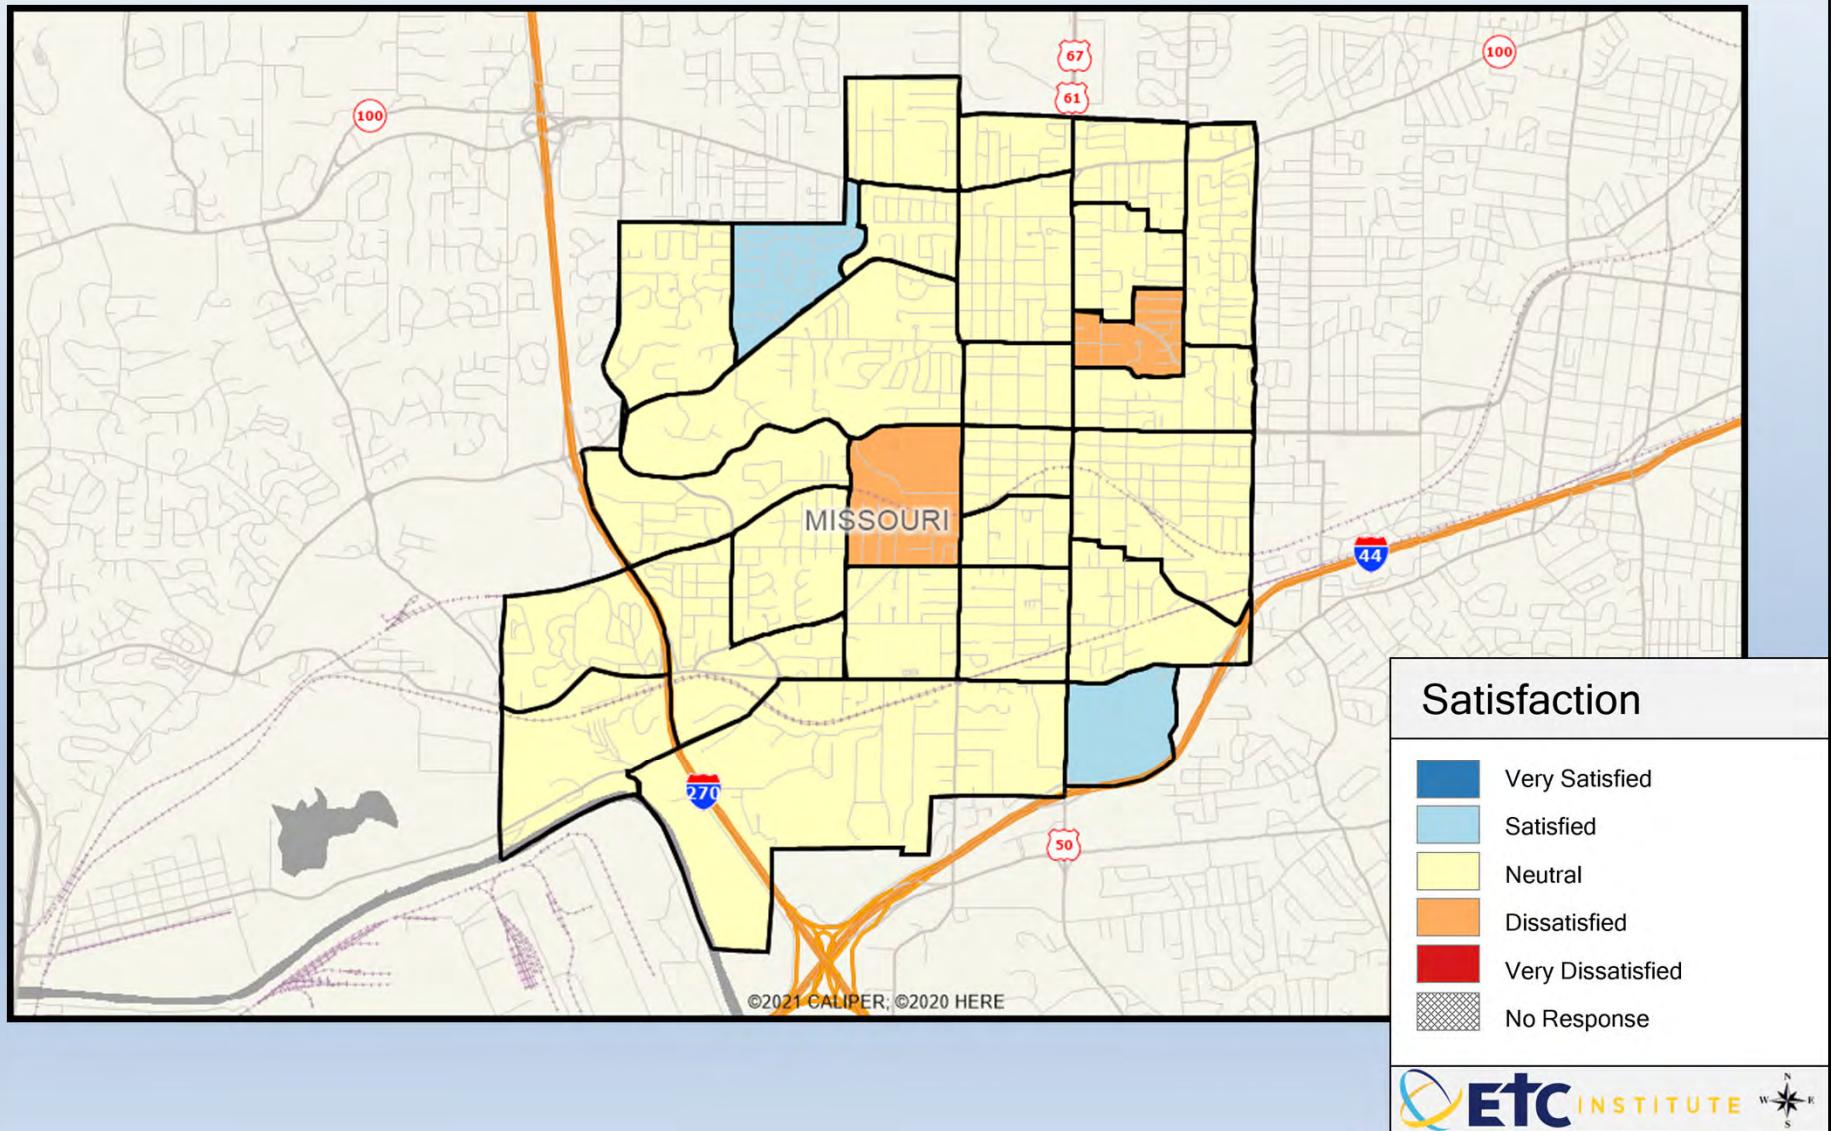 67
100
61
100
MISSOURI
44
270
50
©2021 CALIPER; ©2020 HERE
Satisfaction
Very Satisfied
Satisfied
Neutral
Dissatisfied
Very Dissatisfied
No Response
ETC INSTITUTE
N
W E
S